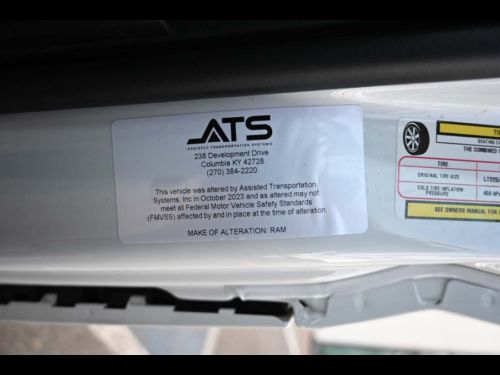 ATS
ASSISTED TRANSPORTATION SYSTEMS
238 Development Drive
Columbia KY 42728
(270) 384-2220
This vehicle was altered by Assisted Transportation
Systems, Inc in October 2023 and as altered may not
meet all Federal Motor Vehicle Safety Standards
(FMVSS) affected by and in place at the time of alteration
MAKE OF ALTERATION: RAM
SEATING
THE COMBINED
TIRE
ORIGINAL TIRE SIZE
COLD TIRE INFLATION
PRESSURE
SEE OWNERS MANUAL FOR